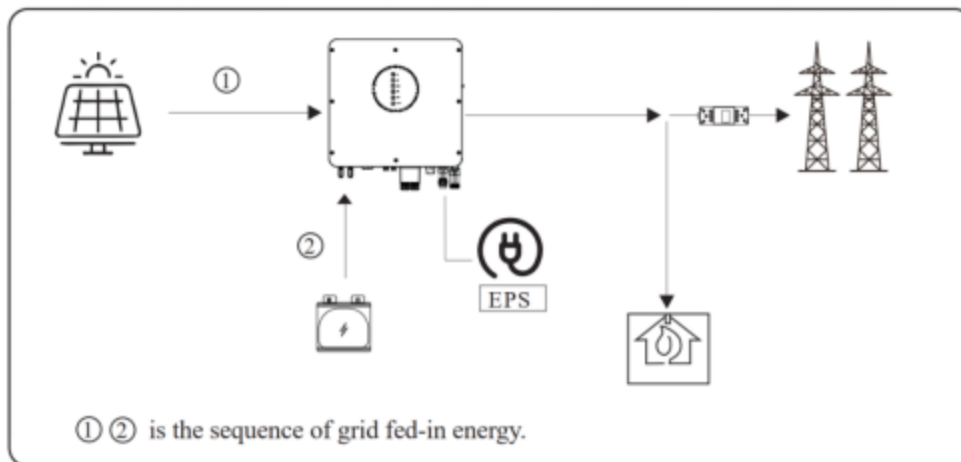 ①
②
EPS
① ② is the sequence of grid fed-in energy.